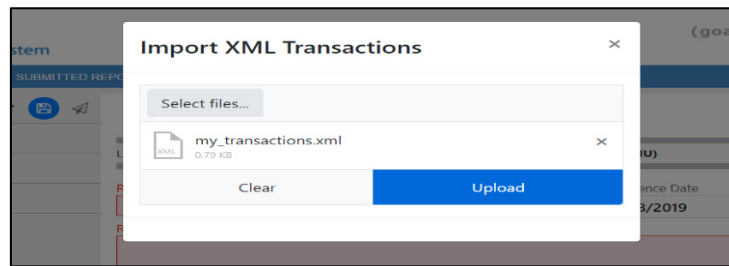 (goa
Import XML Transactions ×
stem
SUBMITTED REPO
Select files...
my_transactions.xml ×
XML
0.79 KB
IU)
Clear Upload
ence Date
/2019